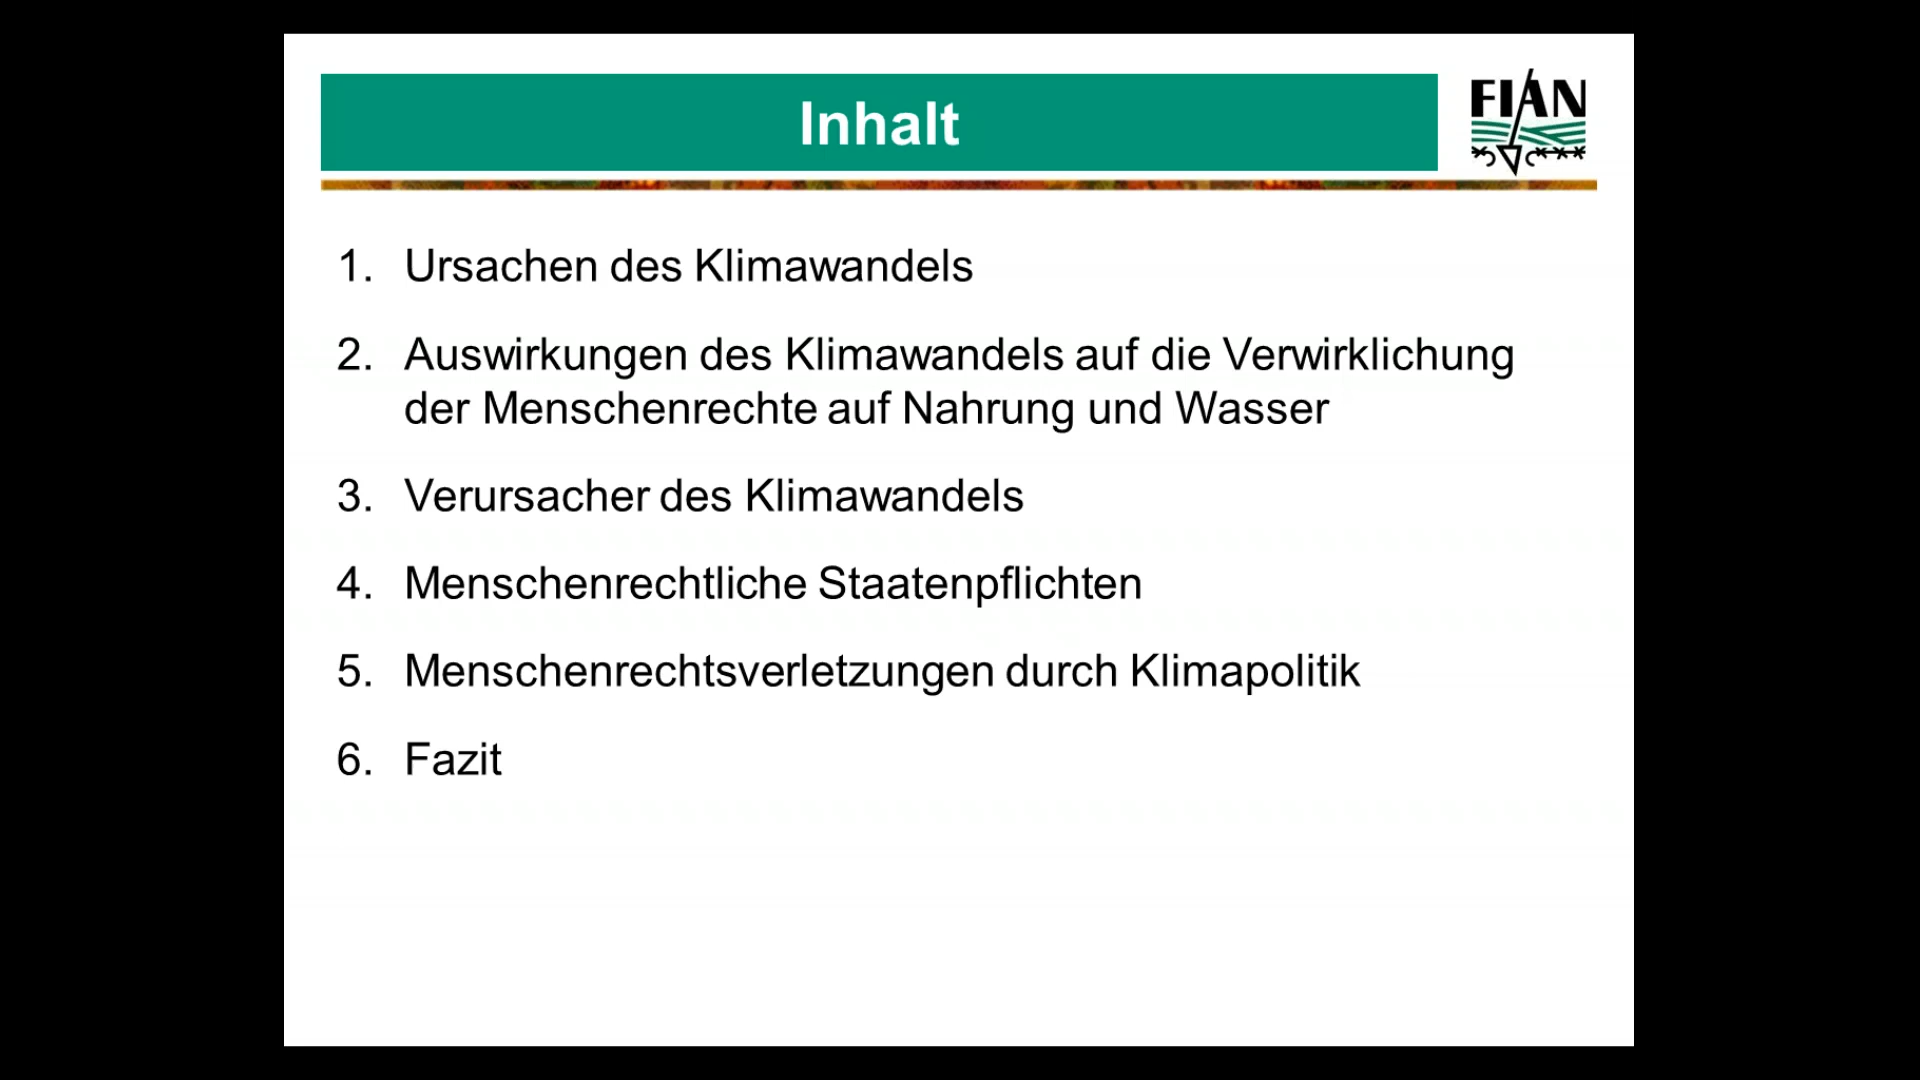 Inhalt
FIAN
1. Ursachen des Klimawandels
2. Auswirkungen des Klimawandels auf die Verwirklichung
der Menschenrechte auf Nahrung und Wasser
3. Verursacher des Klimawandels
4. Menschenrechtliche Staatenpflichten
5. Menschenrechtsverletzungen durch Klimapolitik
6. Fazit